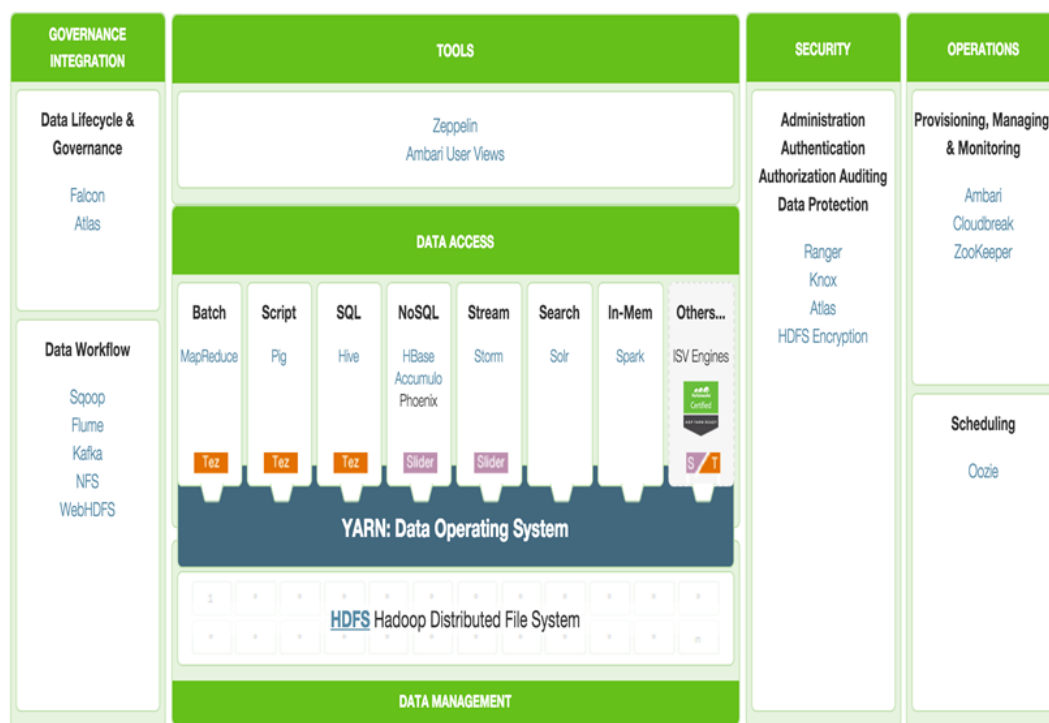 GOVERNANCE
INTEGRATION
Data Lifecycle &
Governance
Falcon
Atlas
Data Workflow
Sqoop
Flume
Kafka
NFS
WebHDFS
TOOLS
Zeppelin
Ambari User Views
DATA ACCESS
Batch
MapReduce
Tez
Script
Pig
Tez
SQL
Hive
Tez
NoSQL
HBase
Accumulo
Phoenix
Slider
Stream
Storm
Slider
Search
Solr
In-Mem
Spark
Others...
ISV Engines
Certified
S / T
YARN: Data Operating System
1
HDFS Hadoop Distributed File System
n
DATA MANAGEMENT
SECURITY
Administration
Authentication
Authorization Auditing
Data Protection
Ranger
Knox
Atlas
HDFS Encryption
OPERATIONS
Provisioning, Managing
& Monitoring
Ambari
Cloudbreak
ZooKeeper
Scheduling
Oozie